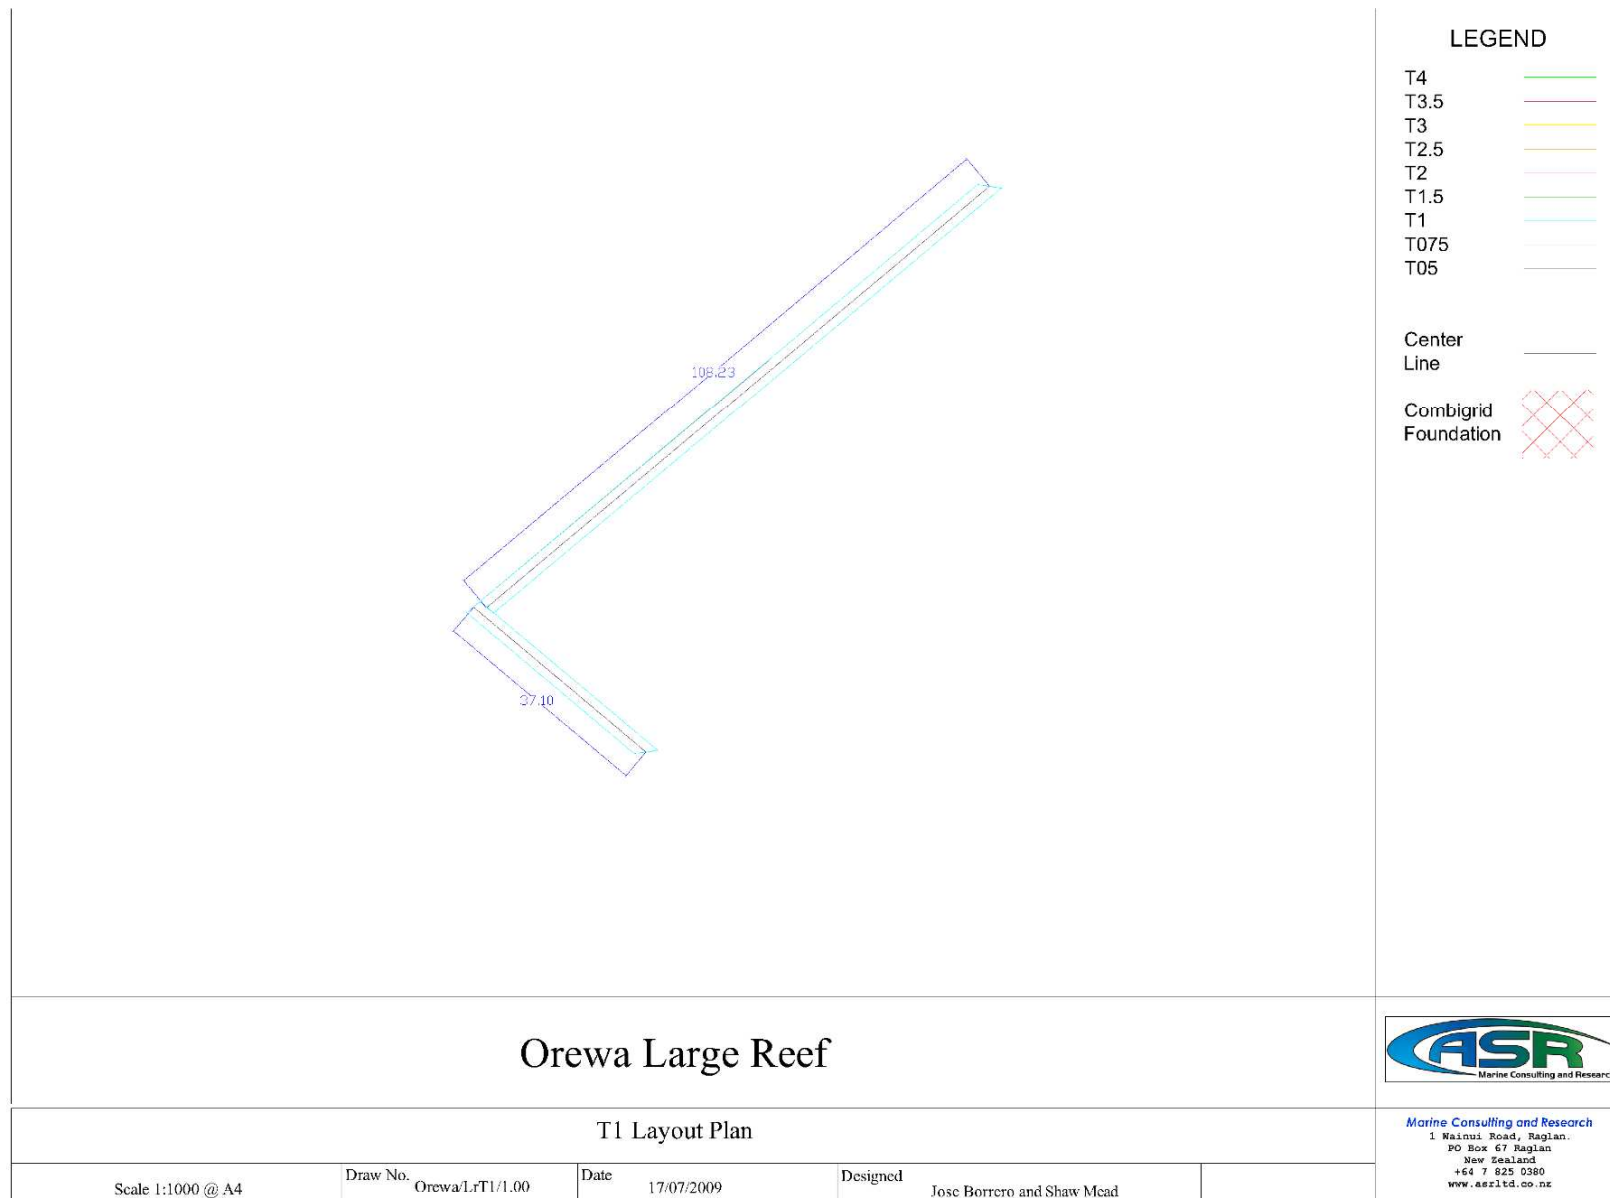 LEGEND
T4
T3.5
T3
T2.5
T2
T1.5
T1
T075
T05
Center
Line
Combigrid
Foundation
108.23
37.10
Orewa Large Reef
ASR
Marine Consulting and Researc
T1 Layout Plan
Marine Consulting and Research
1 Wainui Road, Raglan.
PO Box 67 Raglan
New Zealand
+64 7 825 0380
www.asrltd.co.nz
Scale 1:1000 @ A4
Draw No.
Orewa/LrT1/1.00
Date
17/07/2009
Designed
Jose Borrero and Shaw Mead